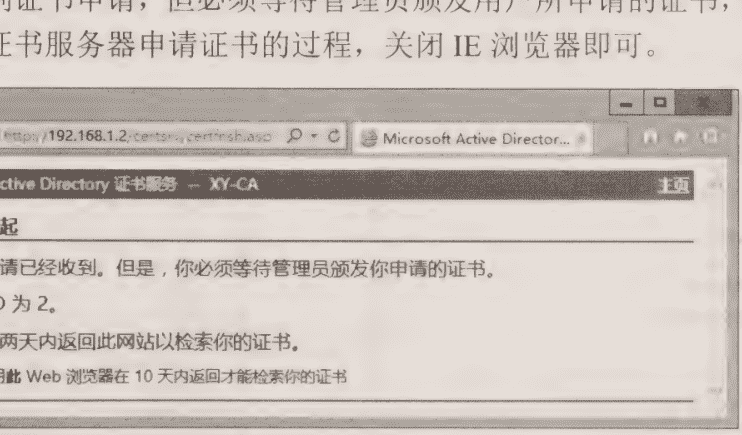 证书申请，但必须等待管理员颁发用户所申请的证书，
证书服务器申请证书的过程，关闭 IE 浏览器即可。
http://192.168.1.2/certsrv/certrsh.asp
Microsoft Active Director...
ctive Directory 证书服务 -- XY-CA
主页
起
请已经收到。但是，你必须等待管理员颁发你申请的证书。
D 为 2。
两天内返回此网站以检索你的证书。
用此 Web 浏览器在 10 天内返回才能检索你的证书